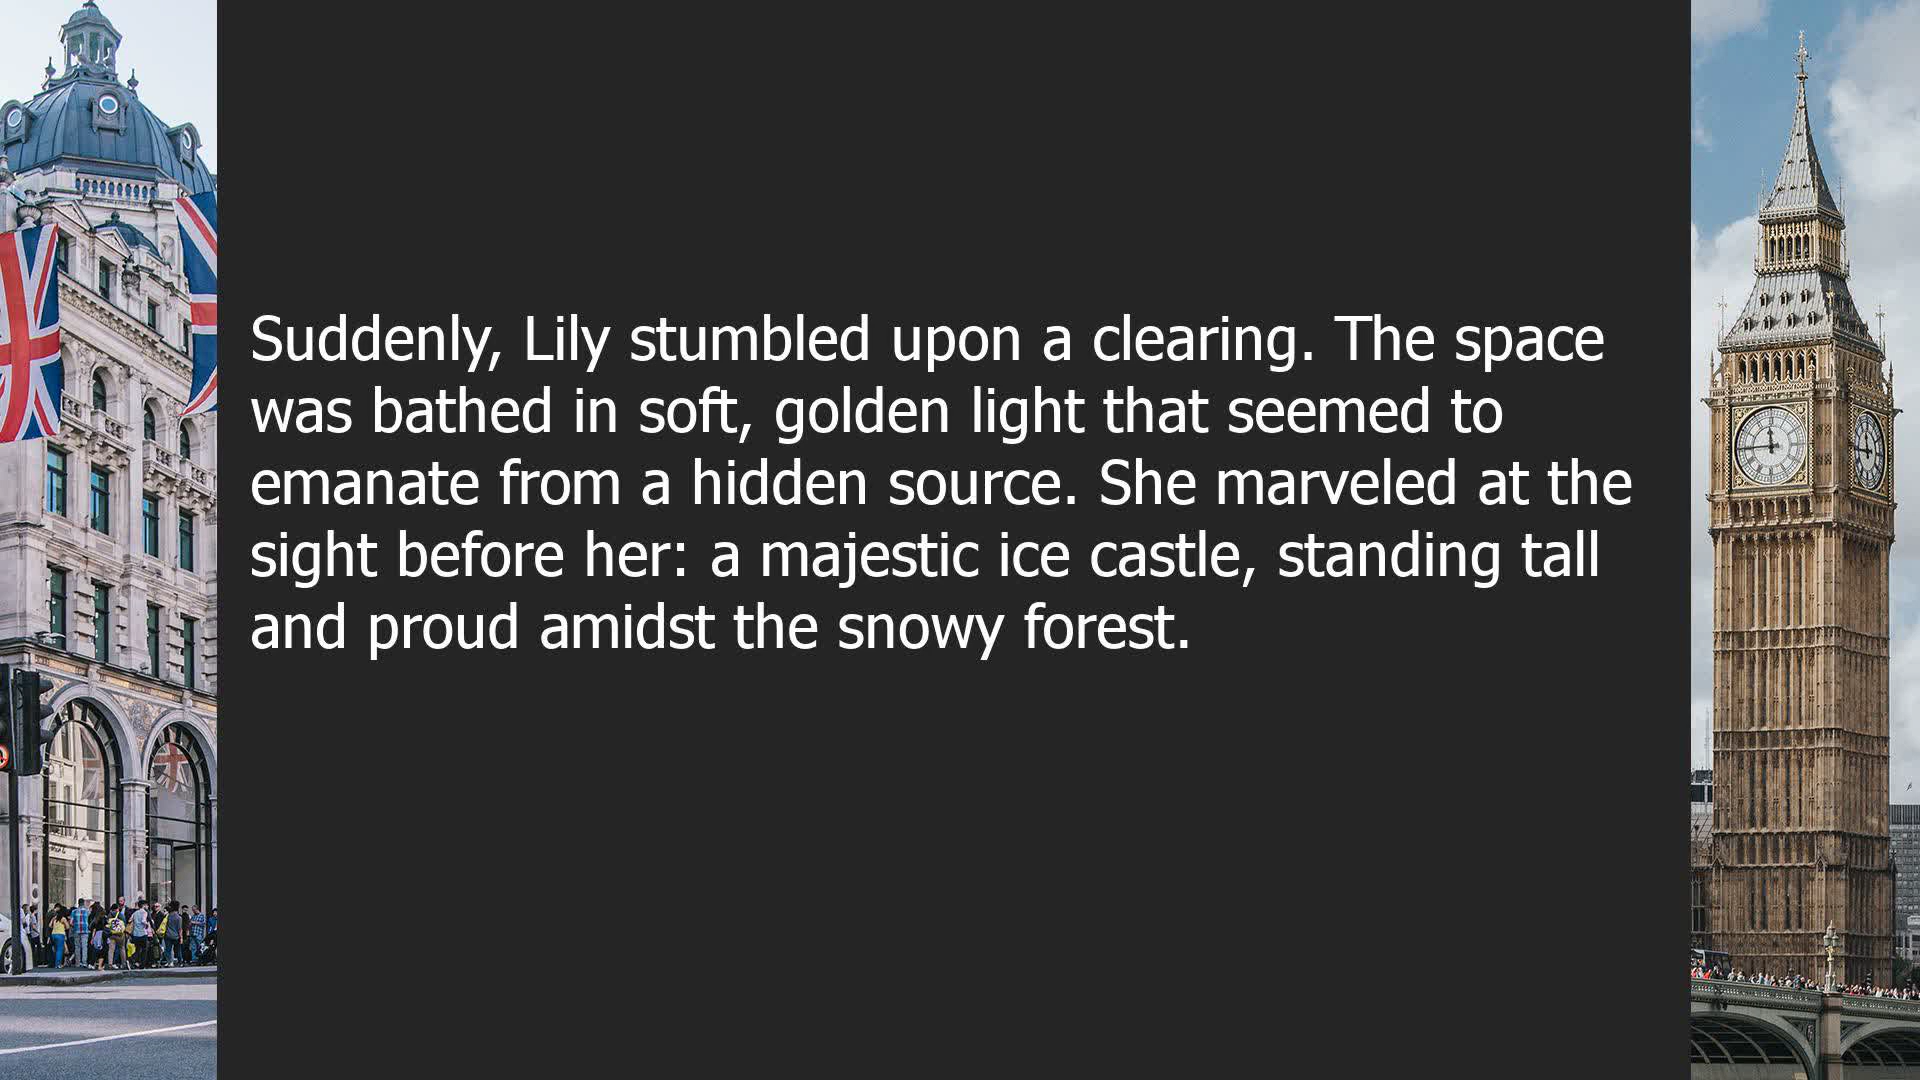 Suddenly, Lily stumbled upon a clearing. The space
was bathed in soft, golden light that seemed to
emanate from a hidden source. She marveled at the
sight before her: a majestic ice castle, standing tall
and proud amidst the snowy forest.